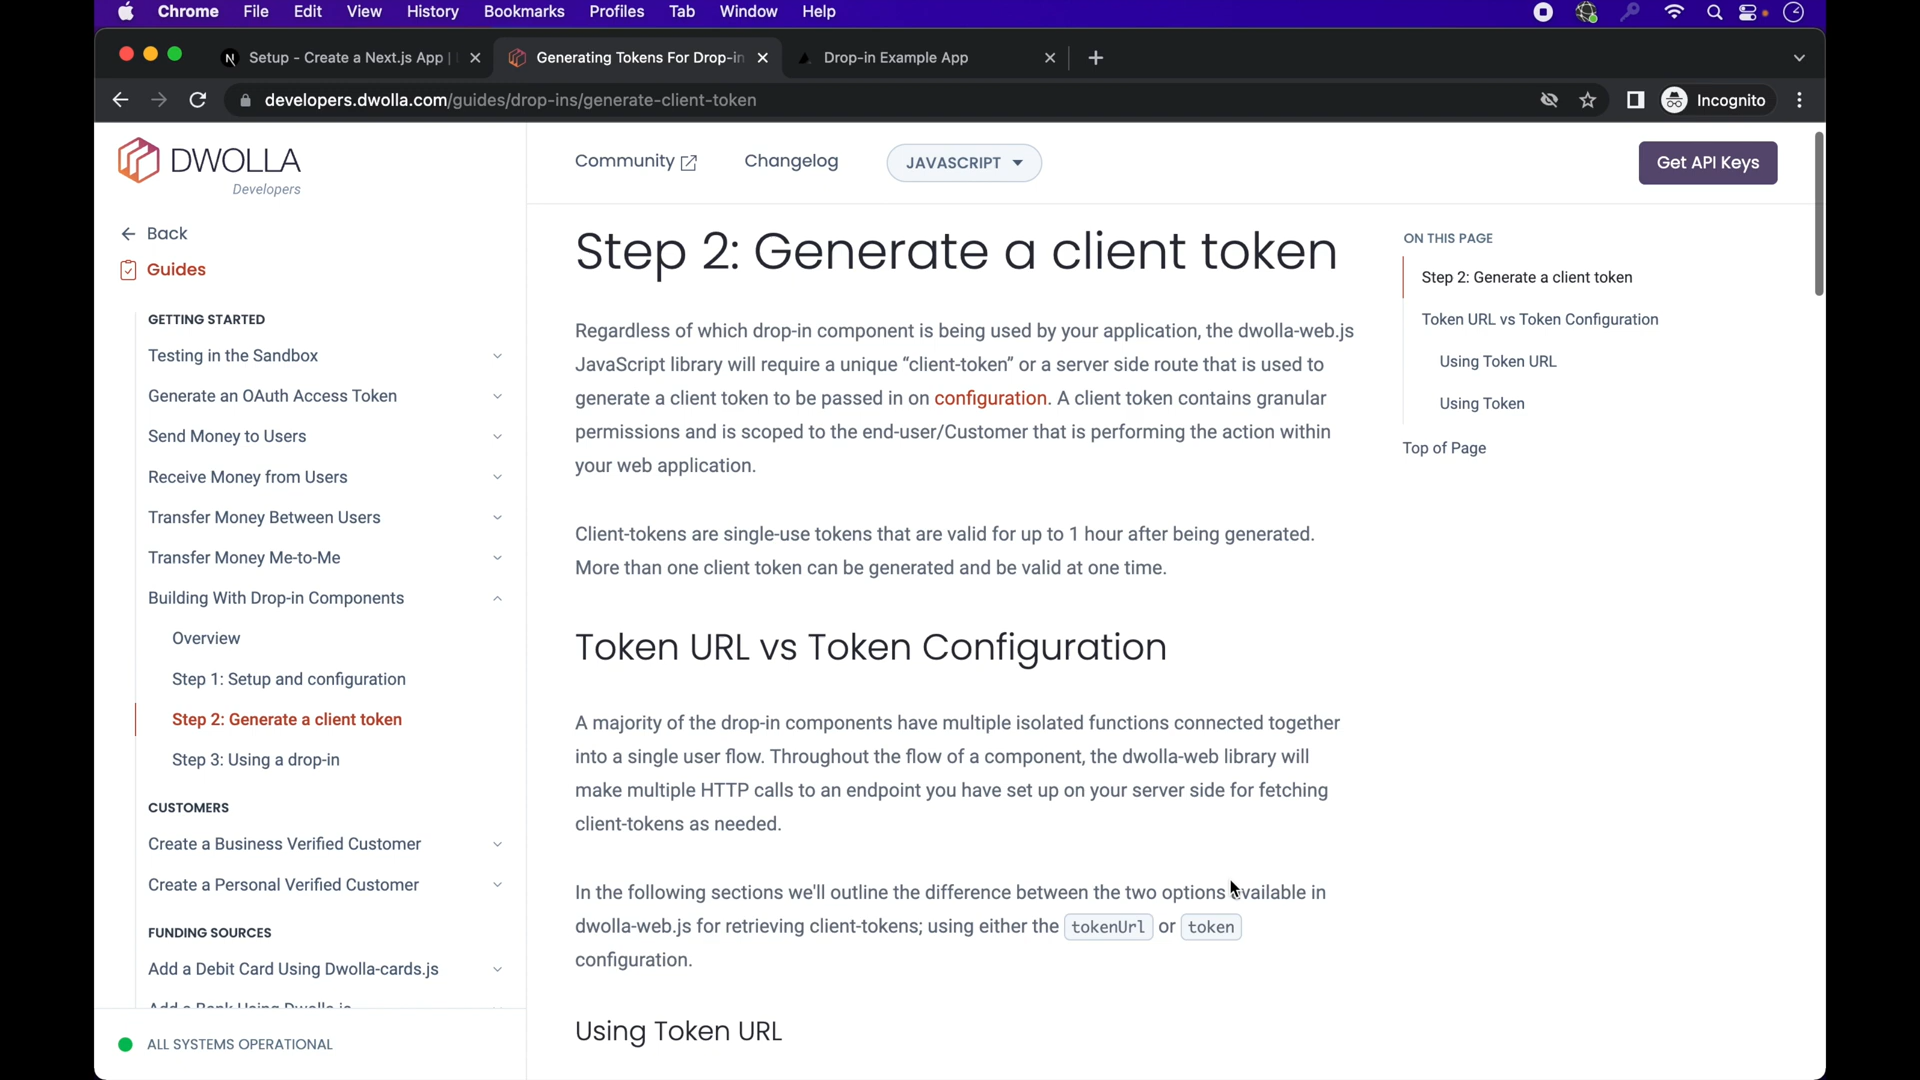 Chrome File Edit View History Bookmarks Profiles Tab Window Help
Setup - Create a Next.js App |
Generating Tokens For Drop-in
Drop-in Example App
developers.dwolla.com/guides/drop-ins/generate-client-token
Incognito
DWOLLA
Developers
Community
Changelog
JAVASCRIPT
Get API Keys
Back
Guides
GETTING STARTED
Testing in the Sandbox
Generate an OAuth Access Token
Send Money to Users
Receive Money from Users
Transfer Money Between Users
Transfer Money Me-to-Me
Building With Drop-in Components
Overview
Step 1: Setup and configuration
Step 2: Generate a client token
Step 3: Using a drop-in
CUSTOMERS
Create a Business Verified Customer
Create a Personal Verified Customer
FUNDING SOURCES
Add a Debit Card Using Dwolla-cards.js
Add a Bank Using Dwolla.js
ALL SYSTEMS OPERATIONAL
Step 2: Generate a client token
Regardless of which drop-in component is being used by your application, the dwolla-web.js
JavaScript library will require a unique “client-token” or a server side route that is used to
generate a client token to be passed in on configuration. A client token contains granular
permissions and is scoped to the end-user/Customer that is performing the action within
your web application.
Client-tokens are single-use tokens that are valid for up to 1 hour after being generated.
More than one client token can be generated and be valid at one time.
Token URL vs Token Configuration
A majority of the drop-in components have multiple isolated functions connected together
into a single user flow. Throughout the flow of a component, the dwolla-web library will
make multiple HTTP calls to an endpoint you have set up on your server side for fetching
client-tokens as needed.
In the following sections we'll outline the difference between the two options available in
dwolla-web.js for retrieving client-tokens; using either the tokenUrl or token
configuration.
Using Token URL
ON THIS PAGE
Step 2: Generate a client token
Token URL vs Token Configuration
Using Token URL
Using Token
Top of Page